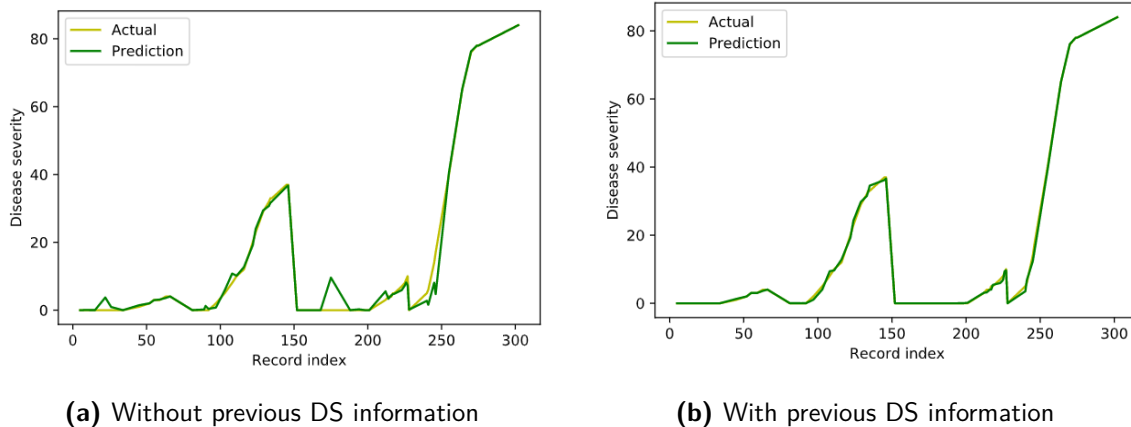 Actual
Prediction
80
60
40
20
0
Disease severity
0
50
100
150
200
250
300
Record index
(a) Without previous DS information
Actual
Prediction
80
60
40
20
0
Disease severity
0
50
100
150
200
250
300
Record index
(b) With previous DS information